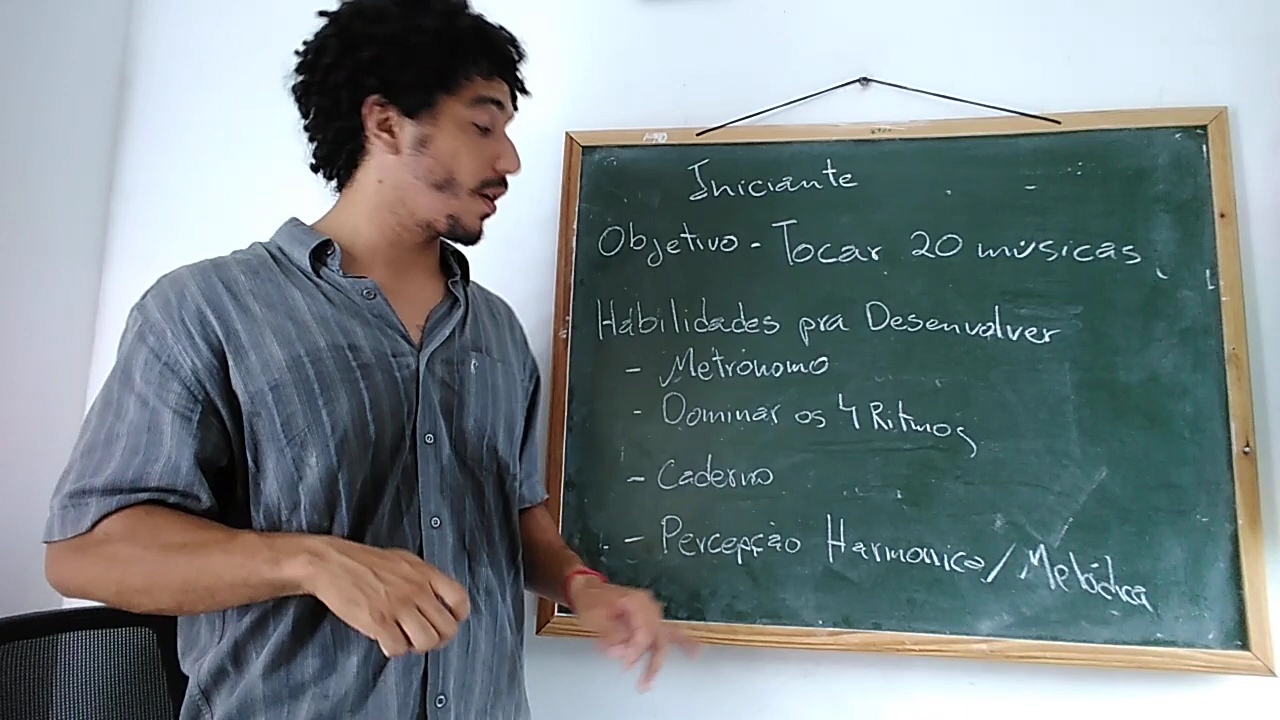 Iniciante
Objetivo - Tocar 20 músicas
Habilidades pra Desenvolver
- Metrônomo
- Dominar os 4 Ritmos
- Caderno
- Percepção Harmonica/Melódica